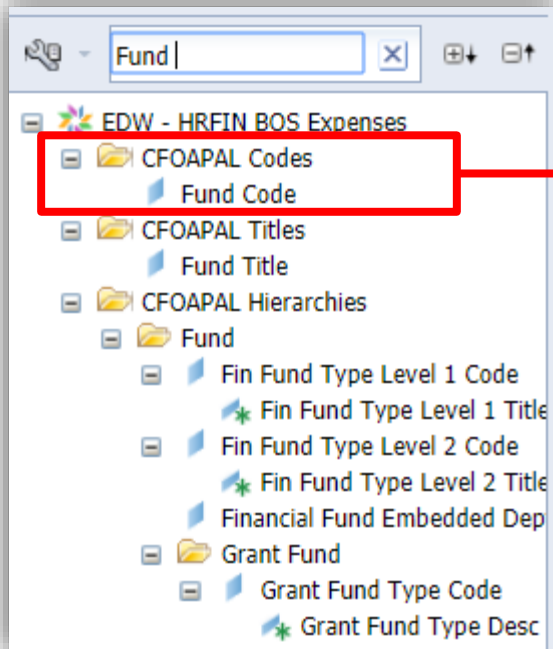 Fund
EDW - HRFIN BOS Expenses
CFOAPAL Codes
Fund Code
CFOAPAL Titles
Fund Title
CFOAPAL Hierarchies
Fund
Fin Fund Type Level 1 Code
Fin Fund Type Level 1 Title
Fin Fund Type Level 2 Code
Fin Fund Type Level 2 Title
Financial Fund Embedded Dep
Grant Fund
Grant Fund Type Code
Grant Fund Type Desc